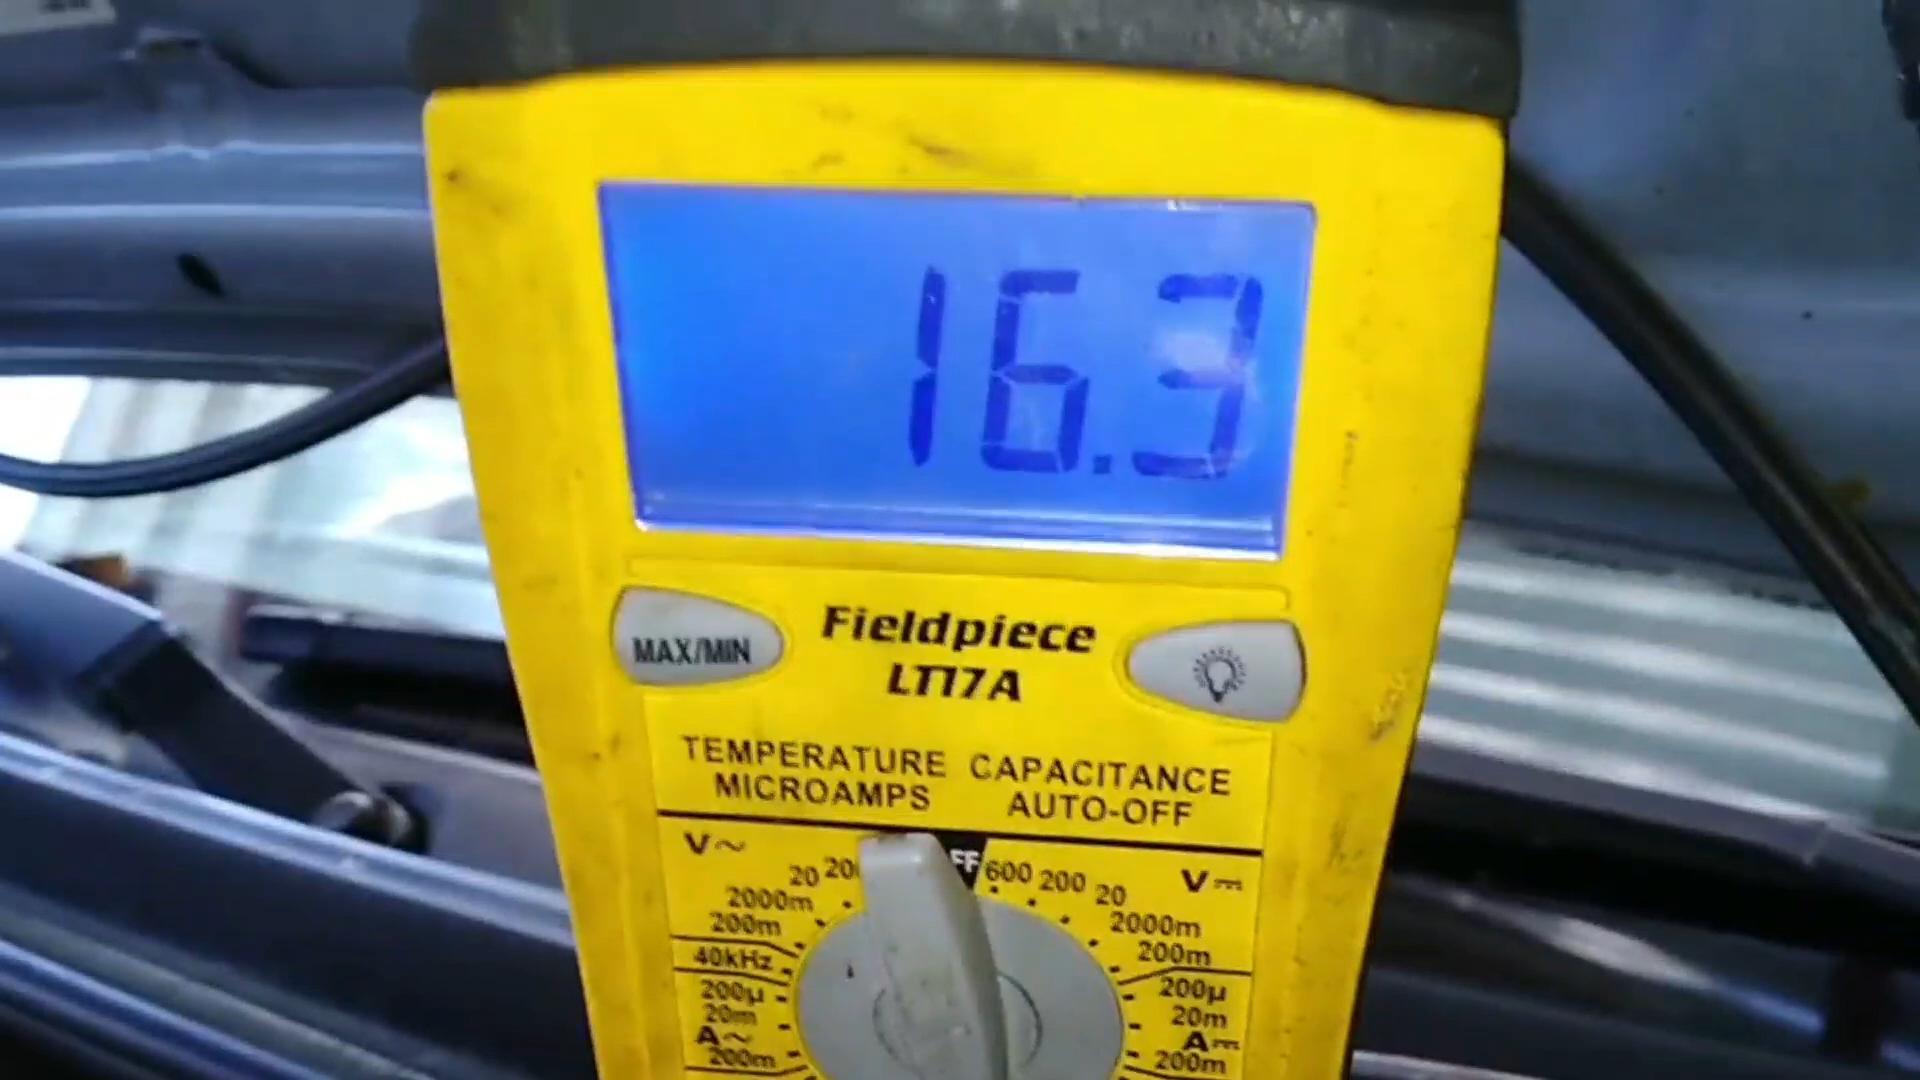 16.3
MAX/MIN
Fieldpiece
LT17A
TEMPERATURE
MICROAMPS
CAPACITANCE
AUTO-OFF
V~
20
2000m
200m
40kHz
200µ
20m
A~
200m
600 200 20
V⎓
2000m
200m
200µ
20m
A⎓
200m